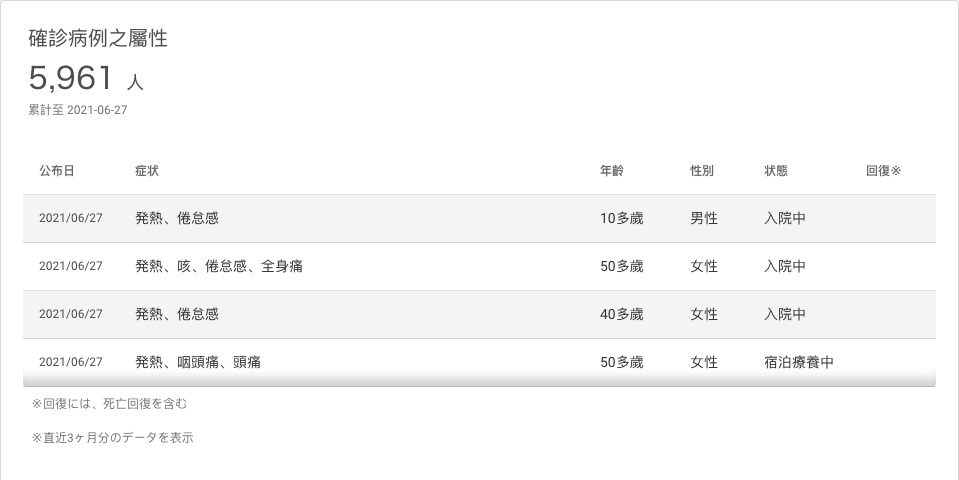 確診病例之屬性
5,961 人
累計至 2021-06-27
公布日 症状 年齢 性別 状態 回復※
2021/06/27 発熱、倦怠感 10多歲 男性 入院中
2021/06/27 発熱、咳、倦怠感、全身痛 50多歲 女性 入院中
2021/06/27 発熱、倦怠感 40多歲 女性 入院中
2021/06/27 発熱、咽頭痛、頭痛 50多歲 女性 宿泊療養中
※回復には、死亡回復を含む
※直近3ヶ月分のデータを表示